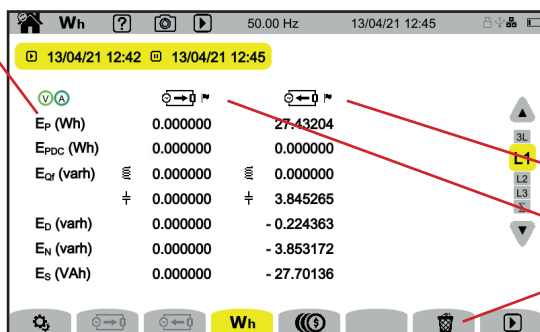 Wh ? 50.00 Hz 13/04/21 12:45
13/04/21 12:42 13/04/21 12:45
V A
EP (Wh) 0.000000 27.43204
EPDC (Wh) 0.000000 0.000000
EQf (varh) 0.000000 0.000000
0.000000 3.845265
ED (varh) 0.000000 - 0.224363
EN (varh) 0.000000 - 3.853172
ES (VAh) 0.000000 - 27.70136
3L
L1
L2
L3
Σ
Wh $